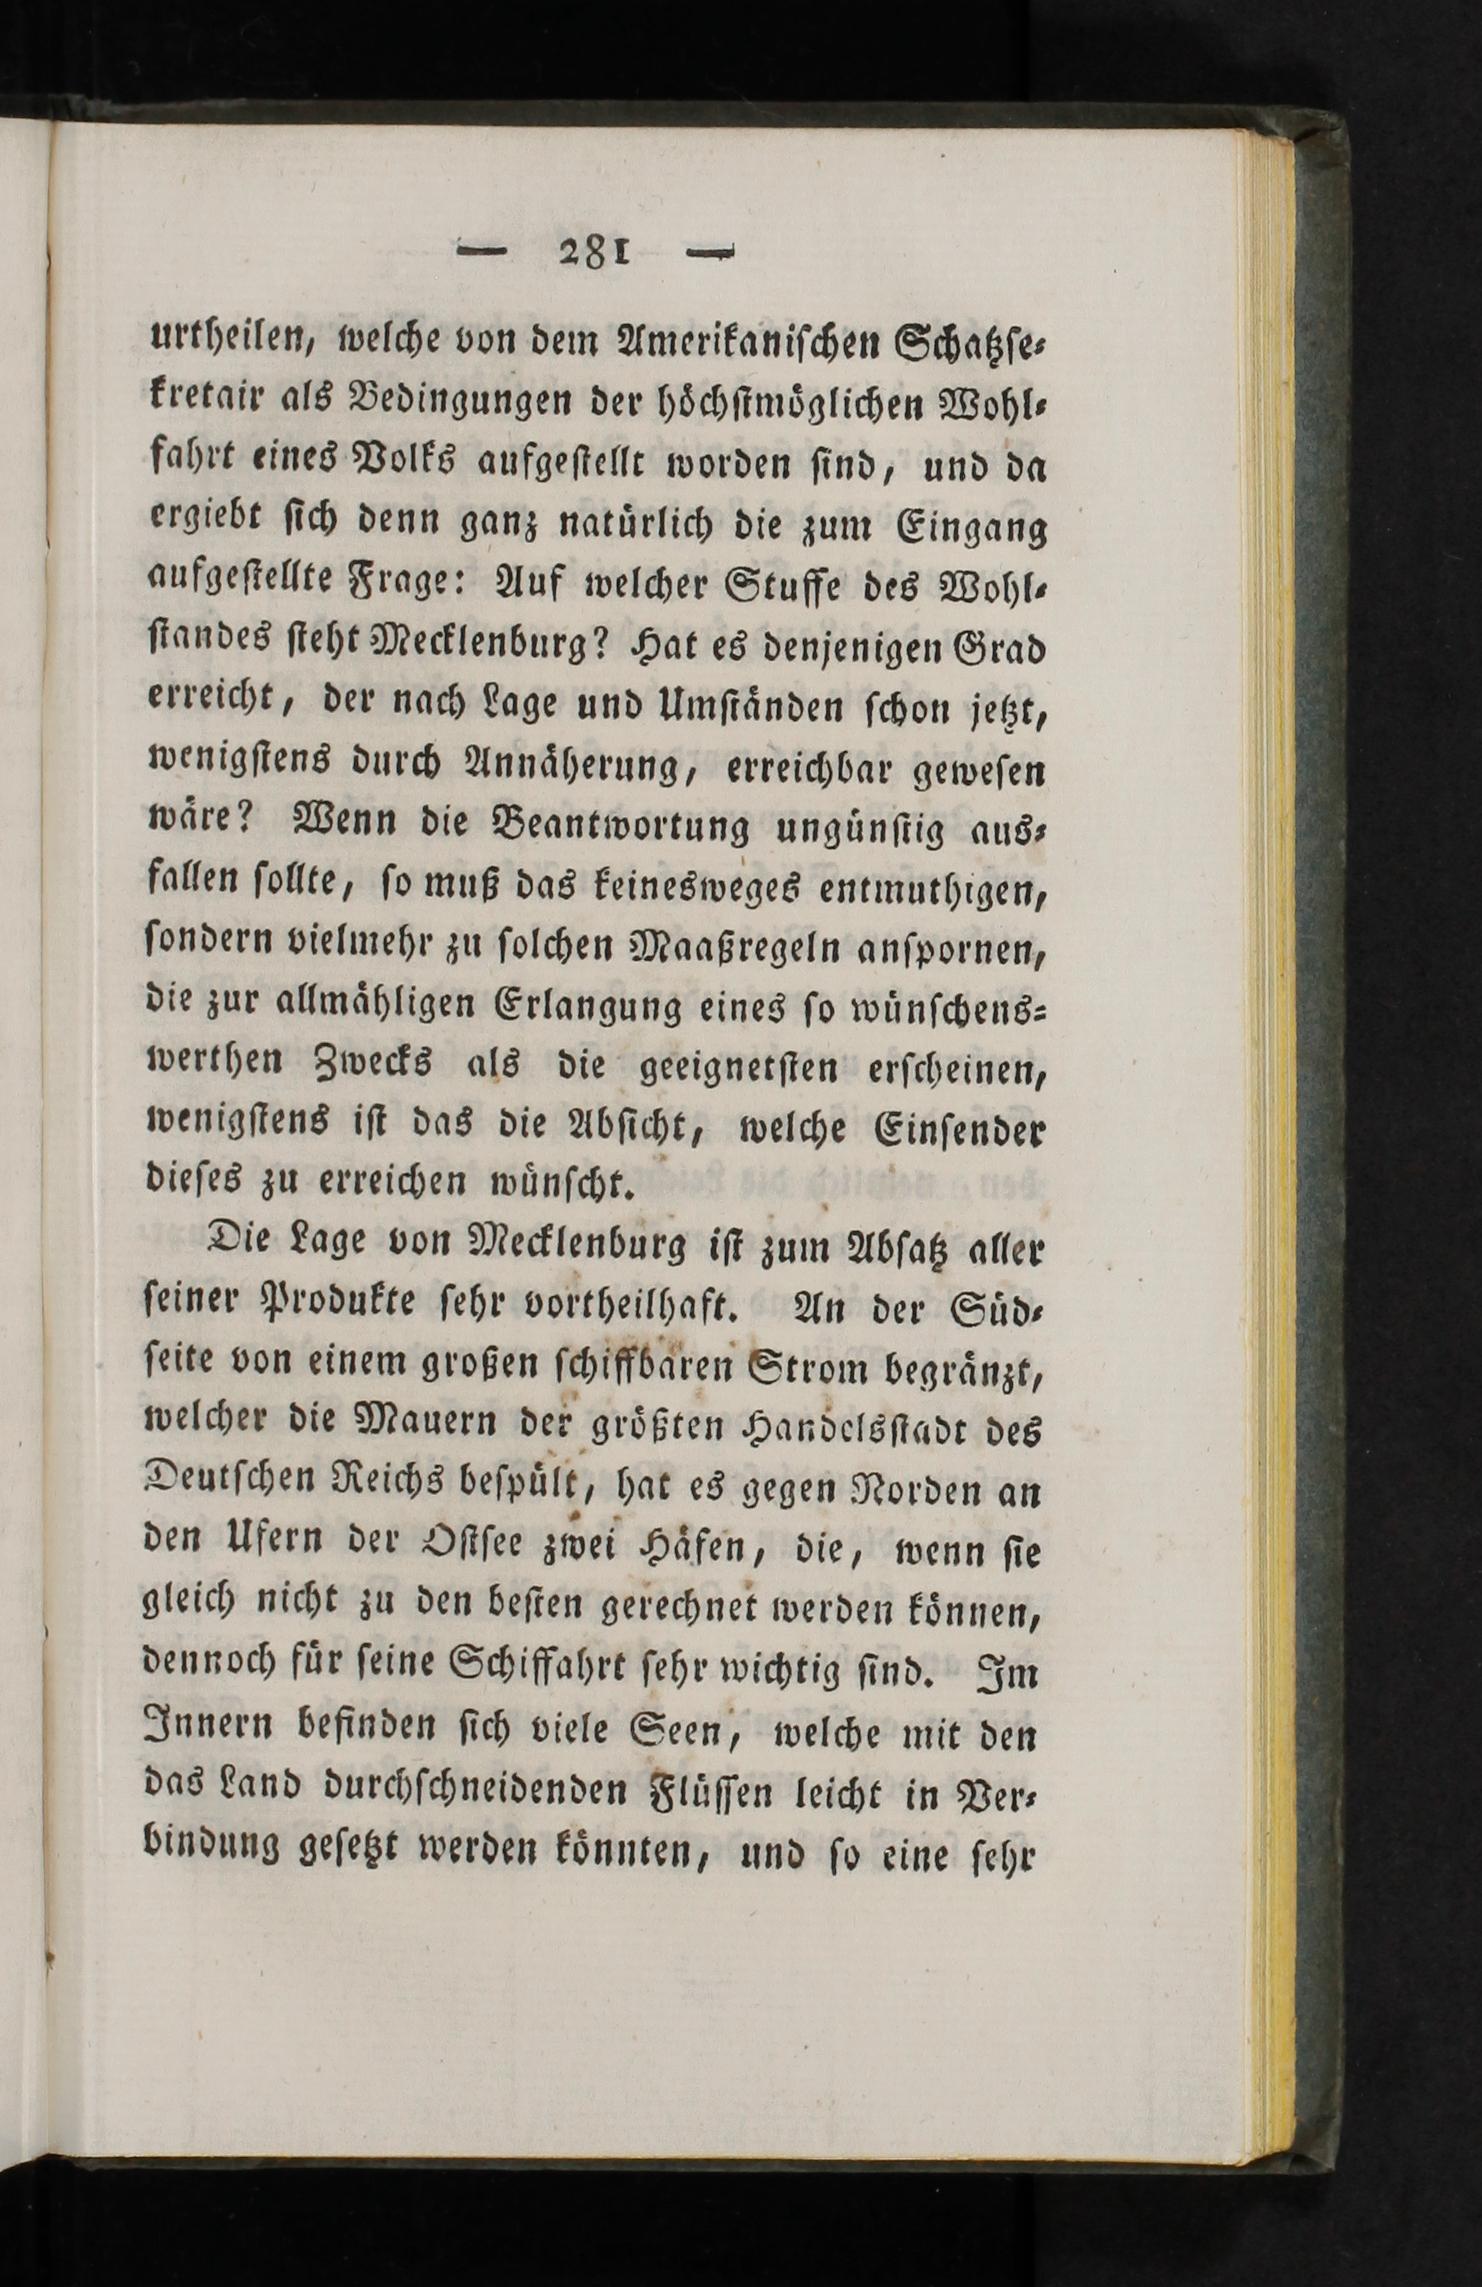 — 281 —
urtheilen, welche von dem Amerikaniſchen Schatzſe⸗
kretair als Bedingungen der höchſtmöglichen Wohl⸗
fahrt eines Volks aufgeſtellt worden ſind, und da
ergiebt ſich denn ganz natürlich die zum Eingang
aufgeſtellte Frage: Auf welcher Stuffe des Wohl⸗
ſtandes ſteht Mecklenburg? Hat es denjenigen Grad
erreicht, der nach Lage und Umſtänden ſchon jetzt,
wenigſtens durch Annäherung, erreichbar geweſen
wäre? Wenn die Beantwortung ungünſtig aus⸗
fallen ſollte, ſo muß das keinesweges entmuthigen,
ſondern vielmehr zu ſolchen Maaßregeln anſpornen,
die zur allmähligen Erlangung eines ſo wünſchens⸗
werthen Zwecks als die geeignetſten erſcheinen,
wenigſtens iſt das die Abſicht, welche Einſender
dieſes zu erreichen wünſcht.
Die Lage von Mecklenburg iſt zum Abſatz aller
ſeiner Produkte ſehr vortheilhaft. An der Süd⸗
ſeite von einem großen ſchiffbaren Strom begränzt,
welcher die Mauern der größten Handelsſtadt des
Deutſchen Reichs beſpült, hat es gegen Norden an
den Ufern der Oſtſee zwei Häfen, die, wenn ſie
gleich nicht zu den beſten gerechnet werden können,
dennoch für ſeine Schiffahrt ſehr wichtig ſind. Im
Innern befinden ſich viele Seen, welche mit den
das Land durchſchneidenden Flüſſen leicht in Ver⸗
bindung geſetzt werden könnten, und ſo eine ſehr